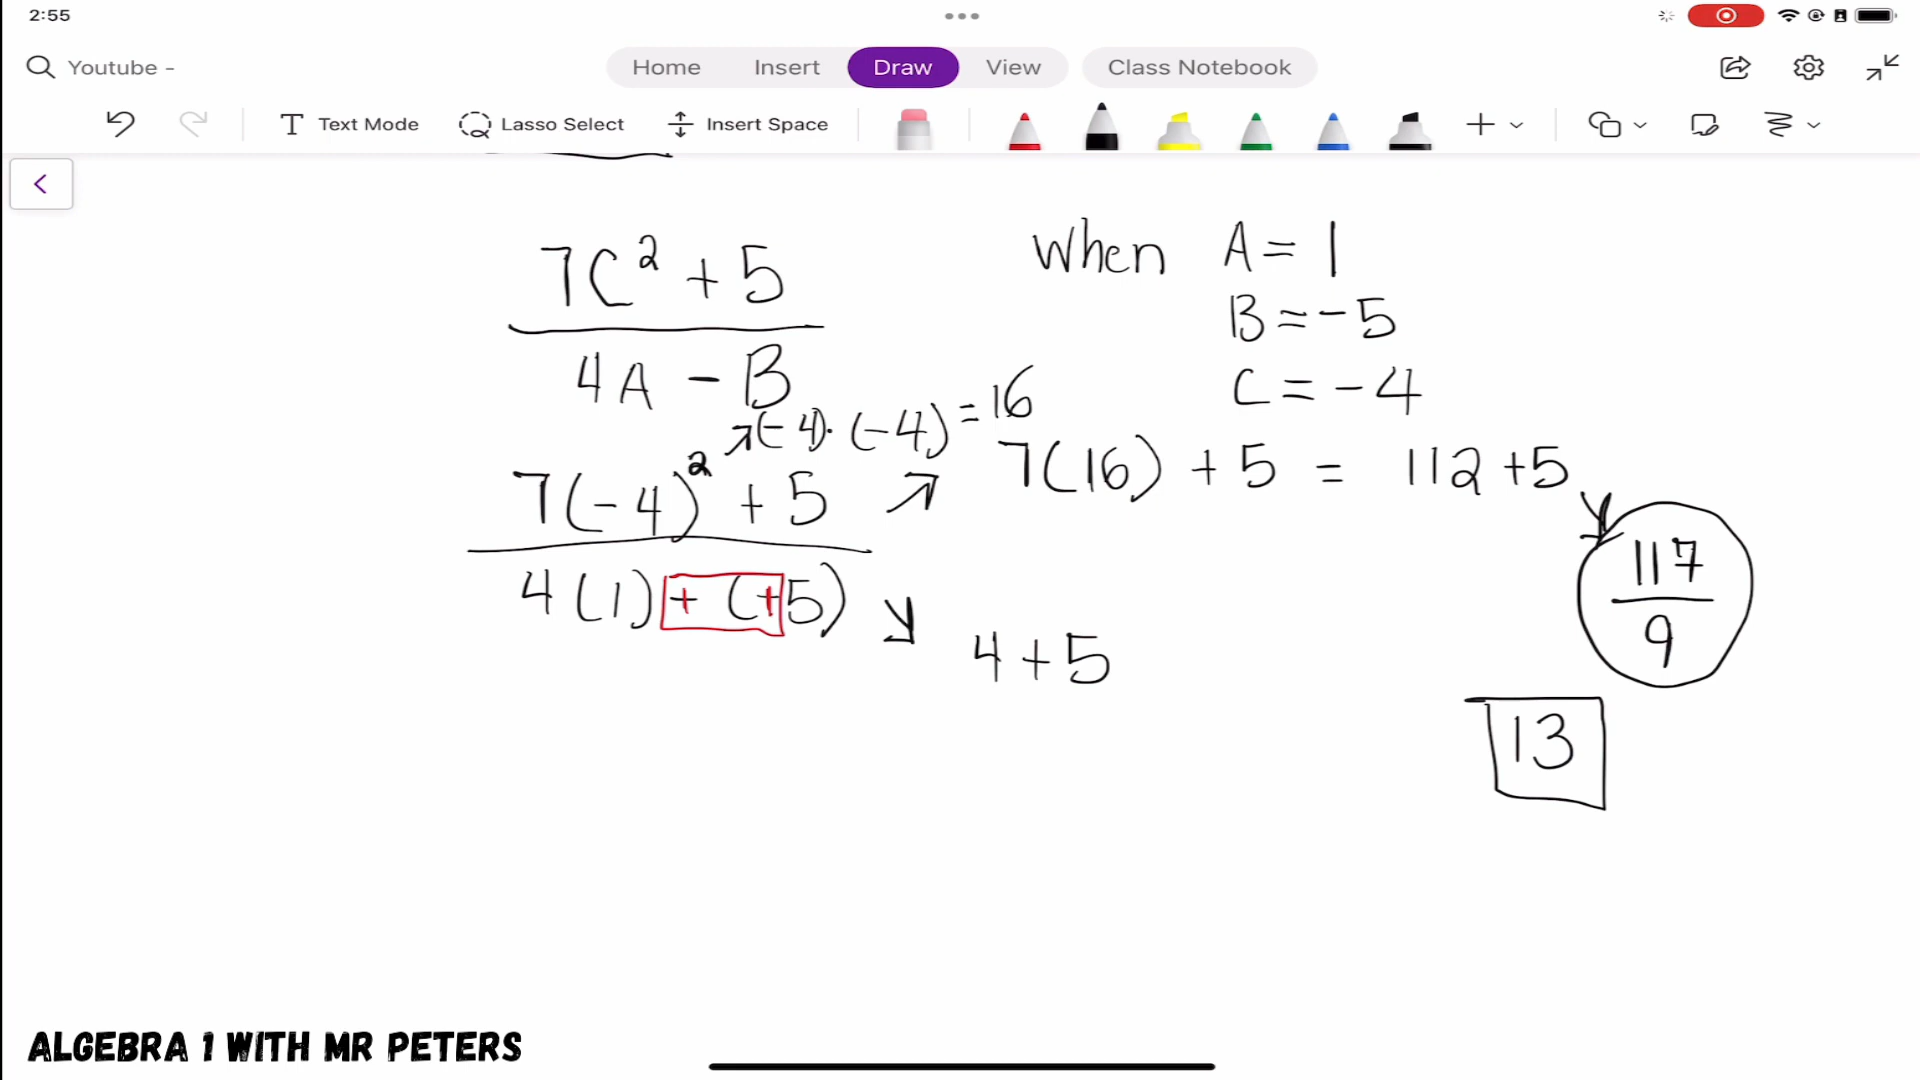 2:55
Youtube -
Home Insert Draw View Class Notebook
Text Mode Lasso Select Insert Space
7C² + 5
4A - B
When A = 1
B = -5
C = -4
(-4)·(-4) = 16
7(-4)² + 5
4(1) + (+5)
7(16) + 5 = 112 + 5
4 + 5
117
9
13
ALGEBRA 1 WITH MR PETERS